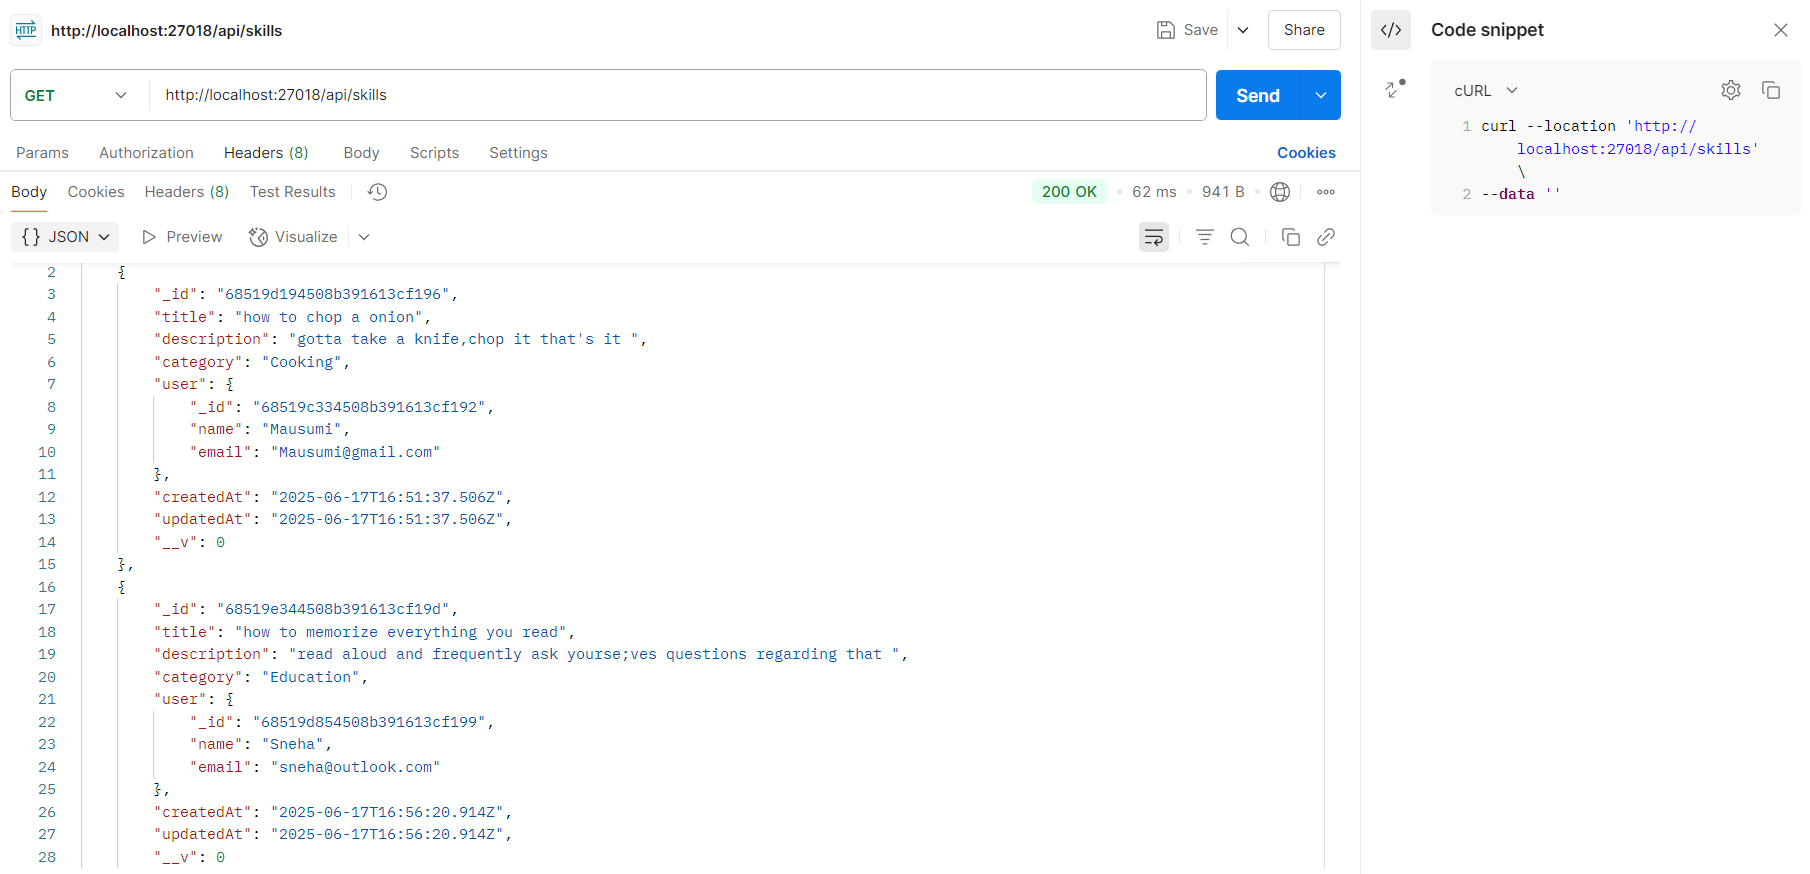 HTTP http://localhost:27018/api/skills Save Share
GET http://localhost:27018/api/skills Send
Params Authorization Headers (8) Body Scripts Settings Cookies
Body Cookies Headers (8) Test Results 200 OK • 62 ms • 941 B • ooo
{} JSON Preview Visualize
2 {
3 "_id": "68519d194508b391613cf196",
4 "title": "how to chop a onion",
5 "description": "gotta take a knife,chop it that's it ",
6 "category": "Cooking",
7 "user": {
8 "_id": "68519c334508b391613cf192",
9 "name": "Mausumi",
10 "email": "Mausumi@gmail.com"
11 },
12 "createdAt": "2025-06-17T16:51:37.506Z",
13 "updatedAt": "2025-06-17T16:51:37.506Z",
14 "__v": 0
15 },
16 {
17 "_id": "68519e344508b391613cf19d",
18 "title": "how to memorize everything you read",
19 "description": "read aloud and frequently ask yourse;ves questions regarding that ",
20 "category": "Education",
21 "user": {
22 "_id": "68519d854508b391613cf199",
23 "name": "Sneha",
24 "email": "sneha@outlook.com"
25 },
26 "createdAt": "2025-06-17T16:56:20.914Z",
27 "updatedAt": "2025-06-17T16:56:20.914Z",
28 "__v": 0
</> Code snippet
cURL
1 curl --location 'http://
localhost:27018/api/skills'
\
2 --data ''